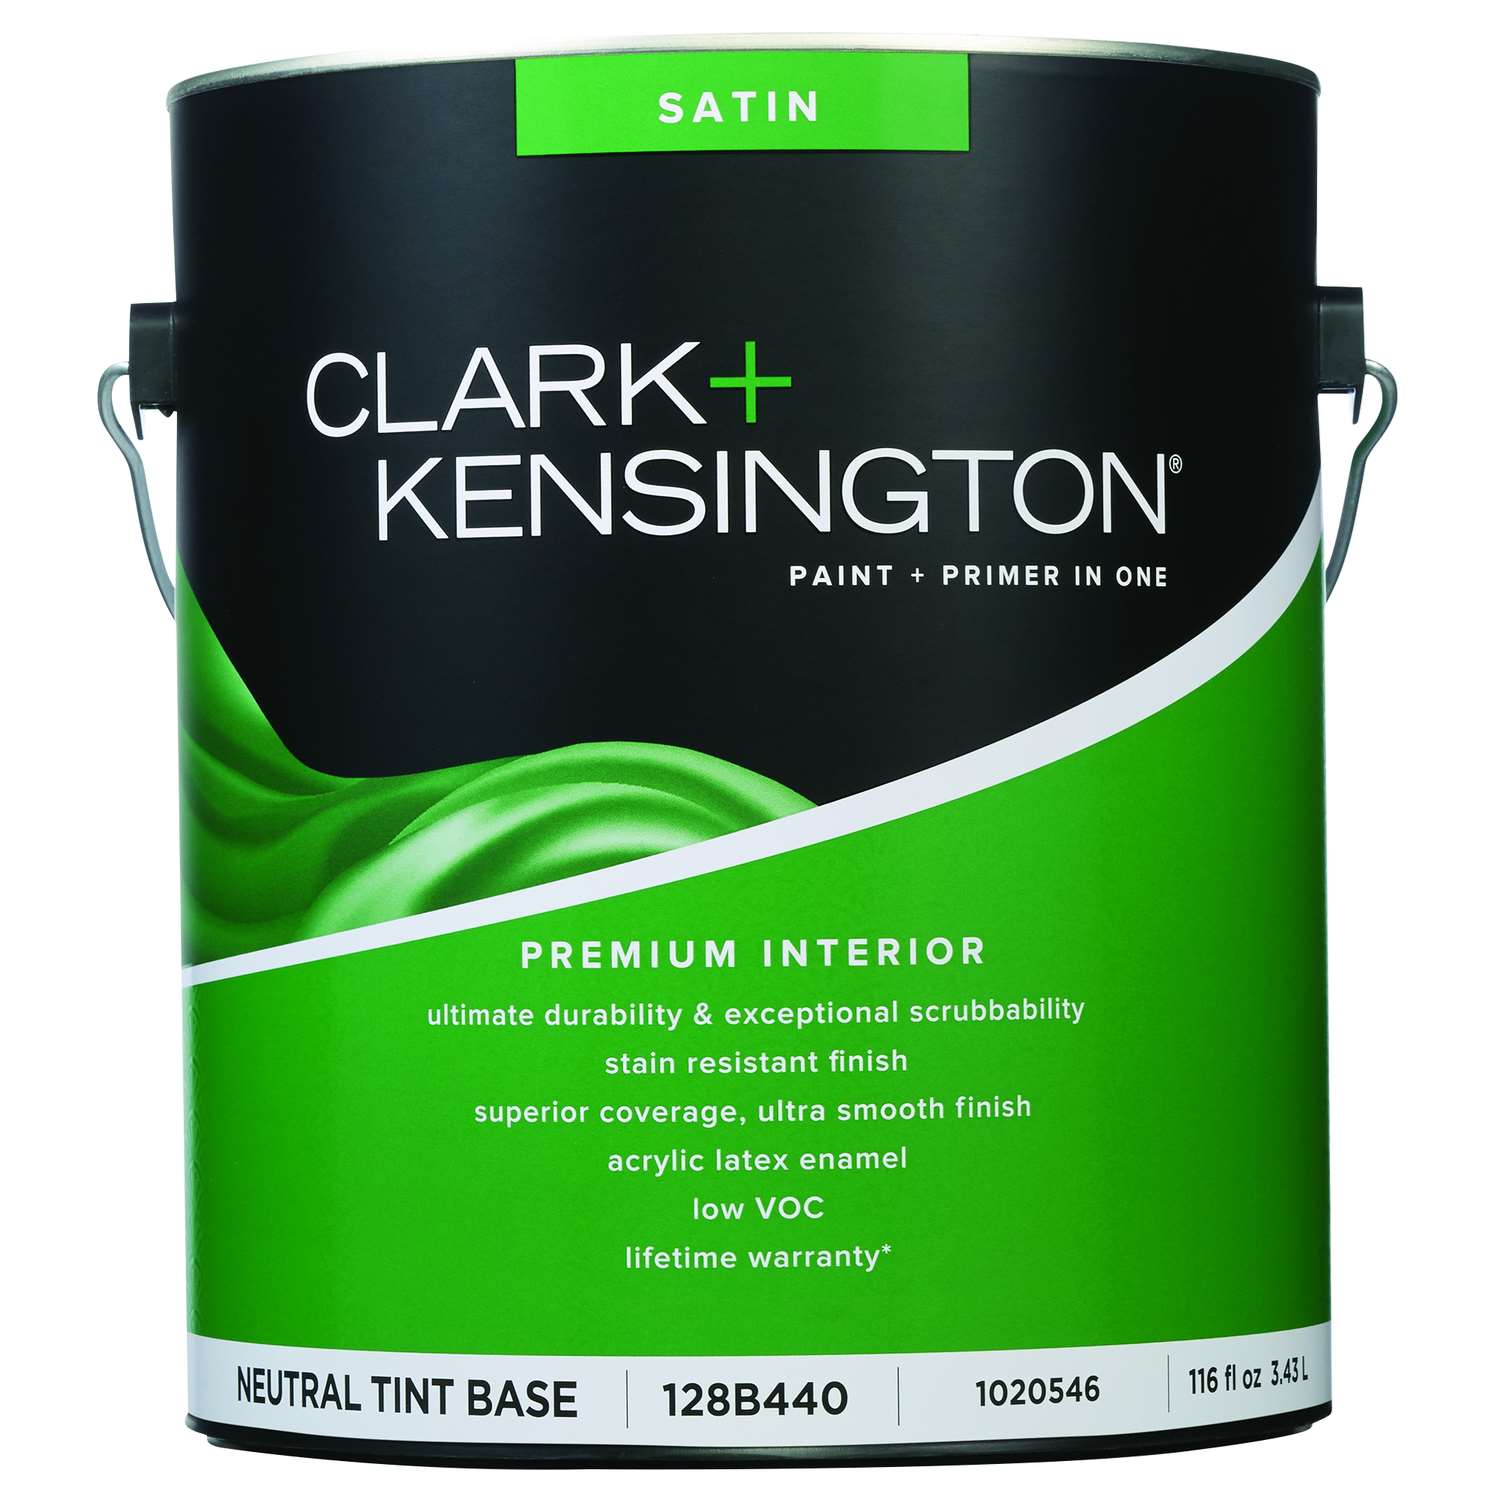 SATIN
CLARK+
KENSINGTON®
PAINT + PRIMER IN ONE
PREMIUM INTERIOR
ultimate durability & exceptional scrubbability
stain resistant finish
superior coverage, ultra smooth finish
acrylic latex enamel
low VOC
lifetime warranty*
NEUTRAL TINT BASE 128B440 1020546 116 fl oz 3.43 L